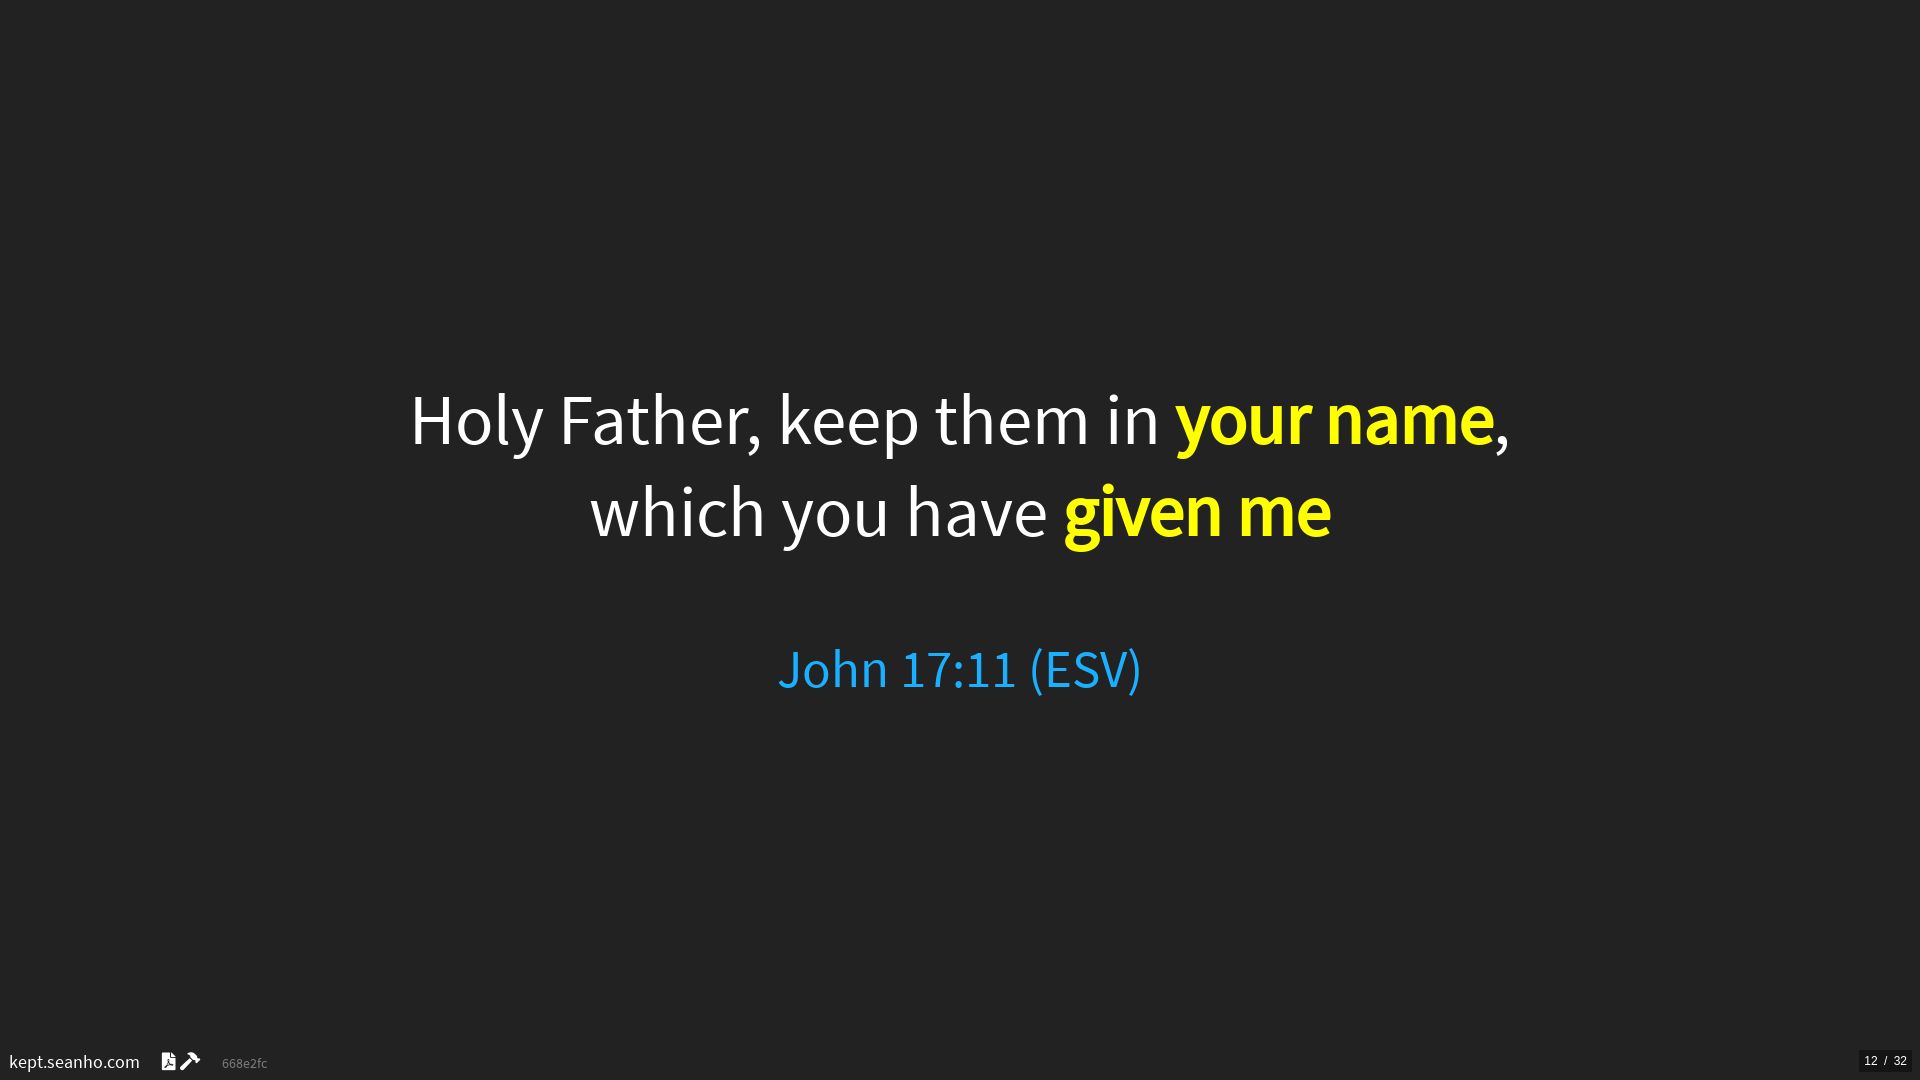 Holy Father, keep them in your name,
which you have given me
John 17:11 (ESV)
kept.seanho.com 668e2fc
12 / 32